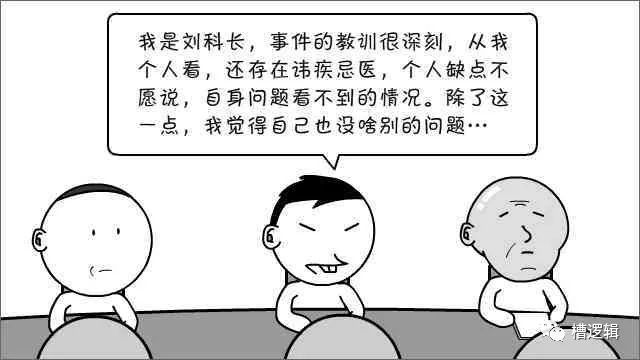 我是刘科长，事件的教训很深刻，从我
个人看，还存在讳疾忌医，个人缺点不
愿说，自身问题看不到的情况。除了这
一点，我觉得自己也没啥别的问题…
槽逻辑